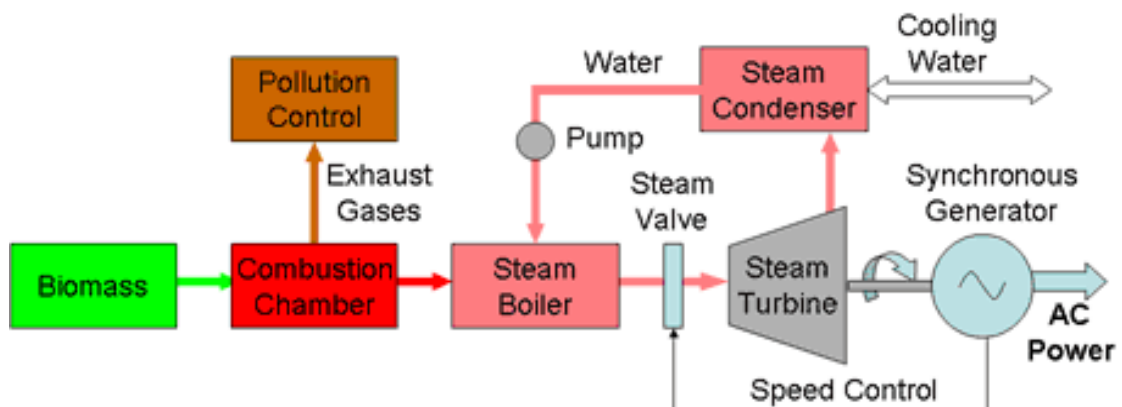 Pollution
Control
Water
Steam
Condenser
Cooling
Water
Pump
Exhaust
Gases
Steam
Valve
Synchronous
Generator
Biomass
Combustion
Chamber
Steam
Boiler
Steam
Turbine
AC
Power
Speed Control